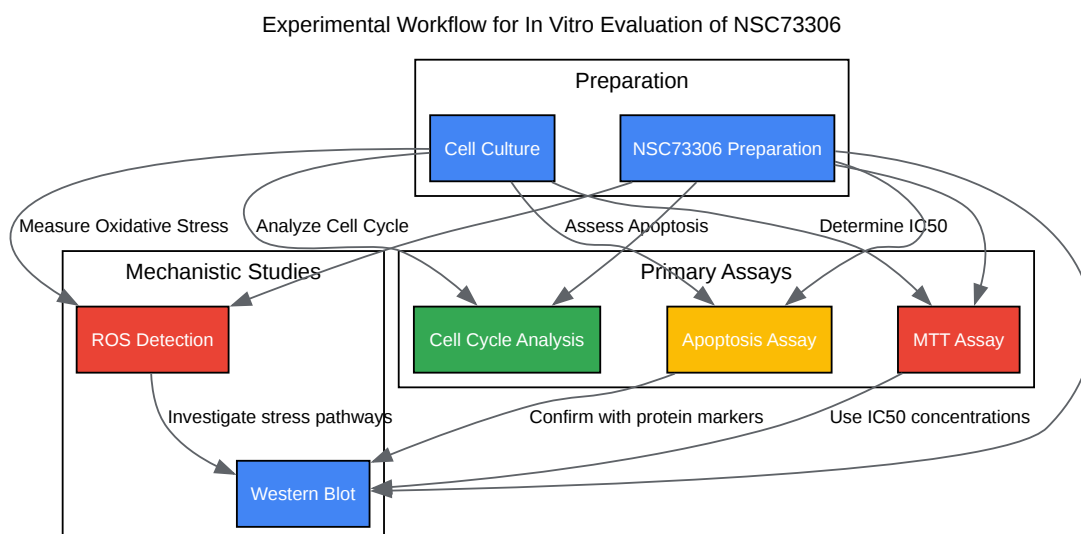 Experimental Workflow for In Vitro Evaluation of NSC73306
Preparation
Cell Culture
NSC73306 Preparation
Measure Oxidative Stress
Analyze Cell Cycle
Assess Apoptosis
Determine IC50
Mechanistic Studies
Primary Assays
ROS Detection
Cell Cycle Analysis
Apoptosis Assay
MTT Assay
Investigate stress pathways
Confirm with protein markers
Use IC50 concentrations
Western Blot